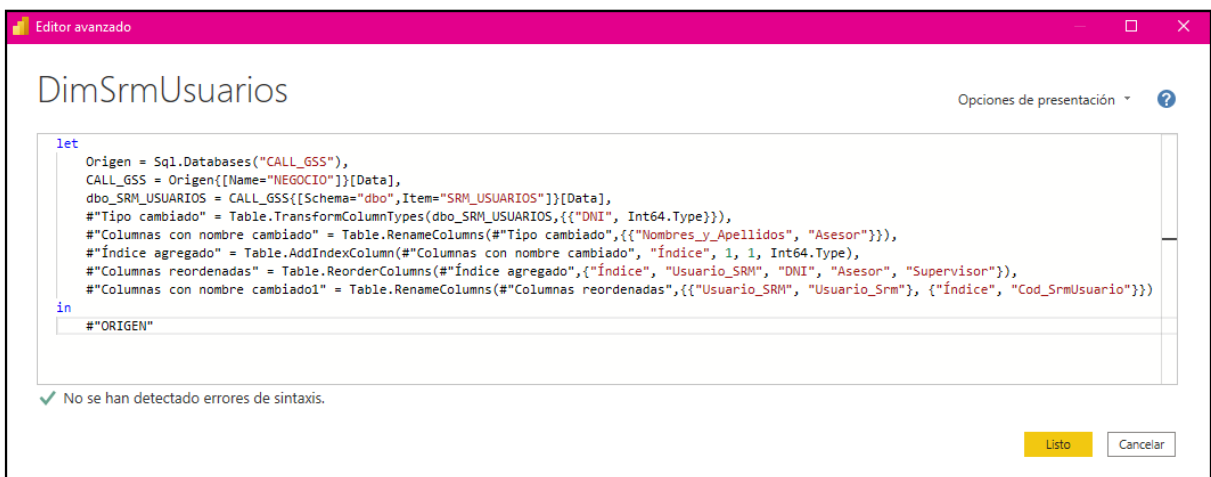 Editor avanzado
DimSrmUsuarios
Opciones de presentación
?
let
Origen = Sql.Databases("CALL_GSS"),
CALL_GSS = Origen{[Name="NEGOCIO"]}[Data],
dbo_SRM_USUARIOS = CALL_GSS{[Schema="dbo",Item="SRM_USUARIOS"]}[Data],
#"Tipo cambiado" = Table.TransformColumnTypes(dbo_SRM_USUARIOS,{{"DNI", Int64.Type}}),
#"Columnas con nombre cambiado" = Table.RenameColumns(#"Tipo cambiado",{{"Nombres_y_Apellidos", "Asesor"}}),
#"Índice agregado" = Table.AddIndexColumn(#"Columnas con nombre cambiado", "Índice", 1, 1, Int64.Type),
#"Columnas reordenadas" = Table.ReorderColumns(#"Índice agregado",{"Índice", "Usuario_SRM", "DNI", "Asesor", "Supervisor"}),
#"Columnas con nombre cambiado1" = Table.RenameColumns(#"Columnas reordenadas",{{"Usuario_SRM", "Usuario_Srm"}, {"Índice", "Cod_SrmUsuario"}})
in
#"ORIGEN"
No se han detectado errores de sintaxis.
Listo
Cancelar